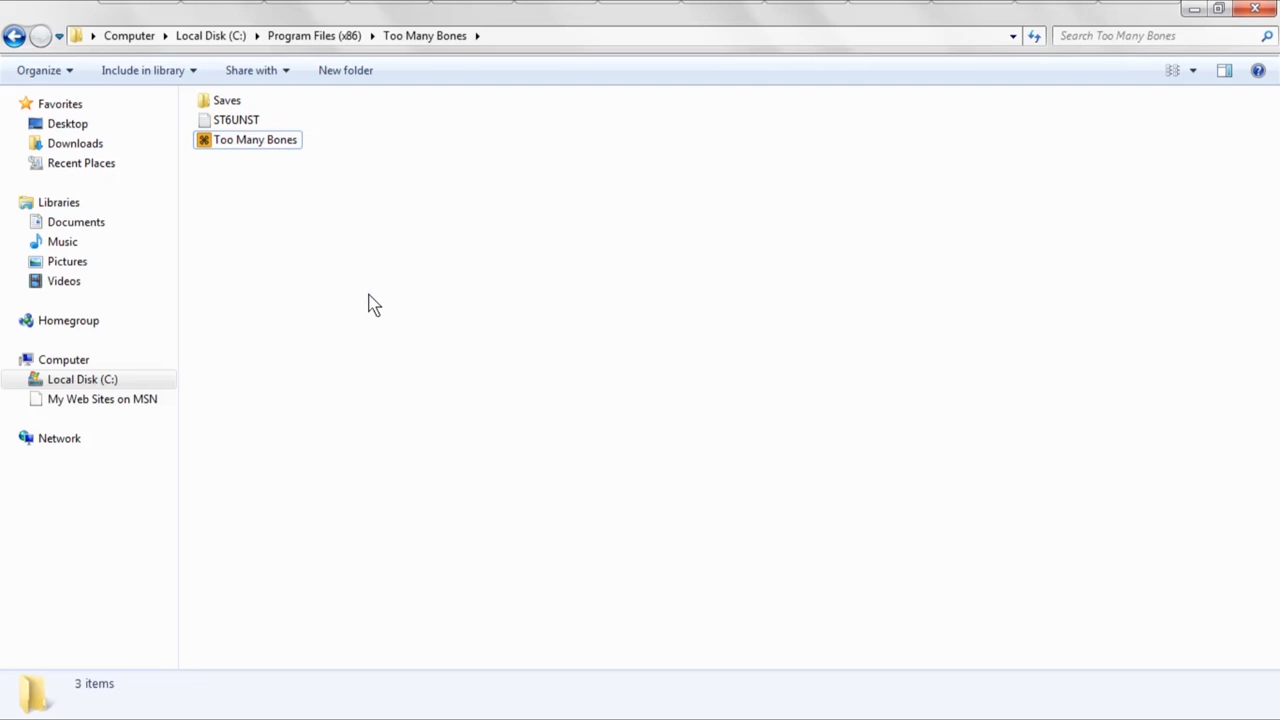 Computer Local Disk (C:) Program Files (x86) Too Many Bones Search Too Many Bones
Organize Include in library Share with New folder
Favorites
Desktop
Downloads
Recent Places
Libraries
Documents
Music
Pictures
Videos
Homegroup
Computer
Local Disk (C:)
My Web Sites on MSN
Network
Saves
ST6UNST
Too Many Bones
3 items